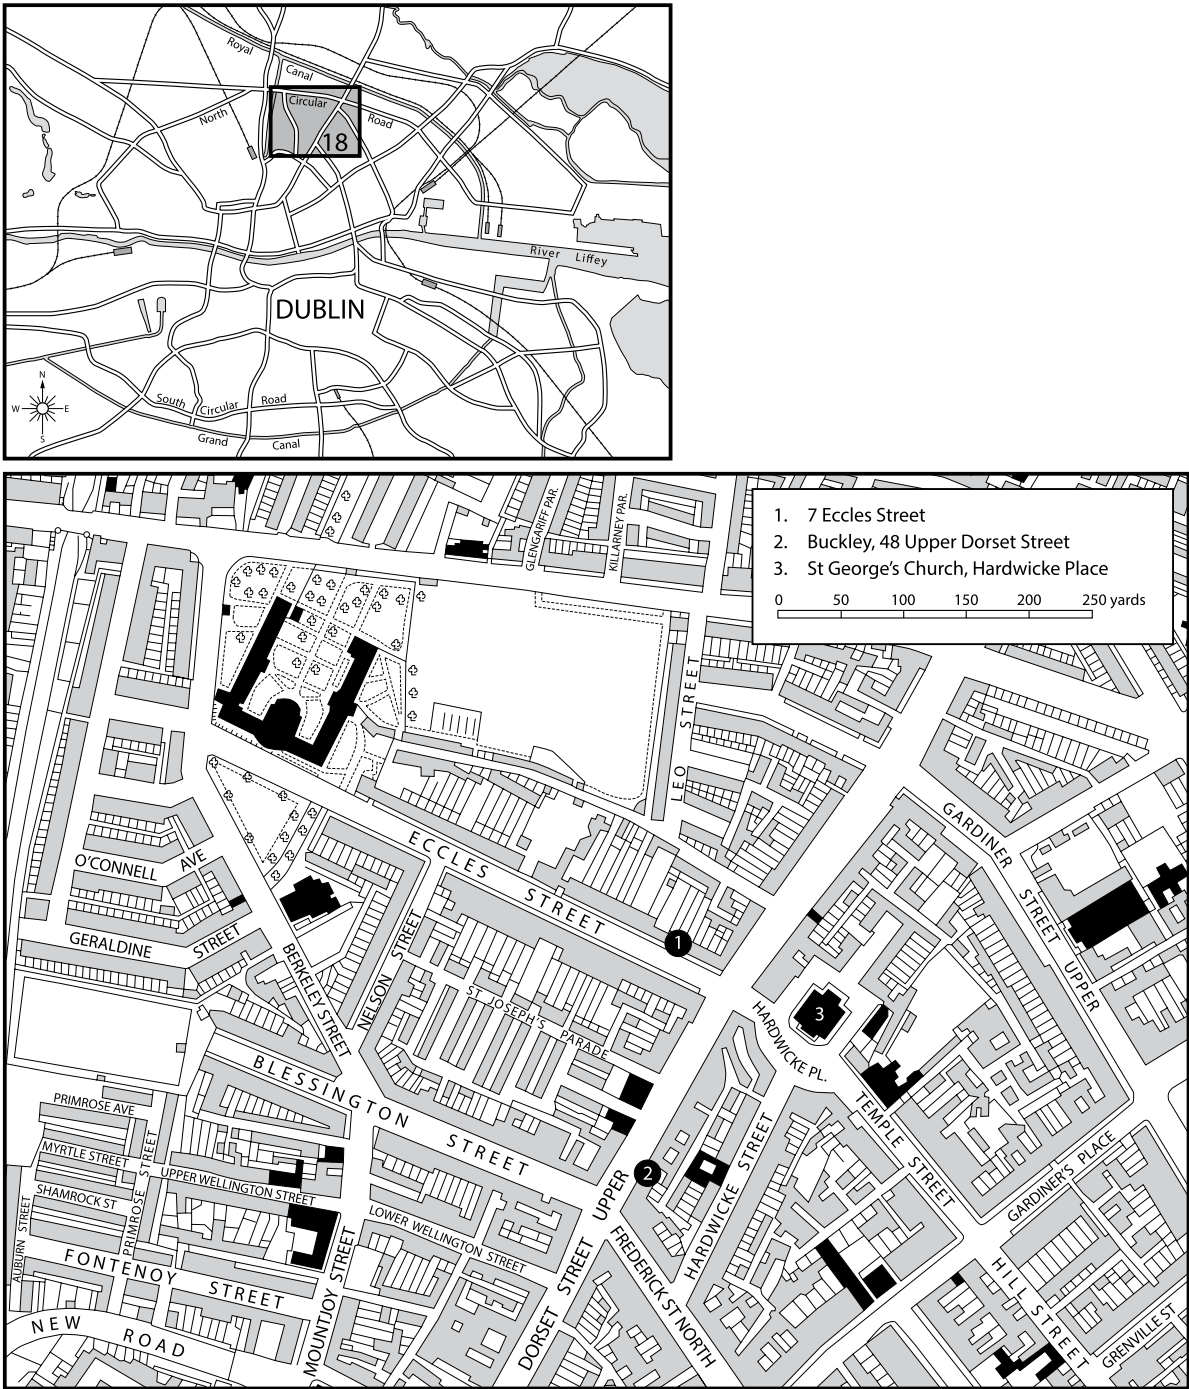 Royal
Canal
Circular
North
Road
18
River Liffey
DUBLIN
N
W E
S
South Circular Road
Grand Canal
GLENGARIFF PAR.
KILLARNEY PAR.
1. 7 Eccles Street
2. Buckley, 48 Upper Dorset Street
3. St George's Church, Hardwicke Place
0 50 100 150 200 250 yards
LEO STREET
ECCLES STREET
GARDINER STREET UPPER
O'CONNELL AVE
GERALDINE STREET
BERKELEY STREET
NELSON STREET
1
ST JOSEPH'S PARADE
HARDWICKE PL.
3
BLESSINGTON STREET
TEMPLE STREET
PRIMROSE AVE
MYRTLE STREET
PRIMROSE STREET
UPPER WELLINGTON STREET
SHAMROCK ST
AUBURN STREET
LOWER WELLINGTON STREET
2
UPPER DORSET STREET
HARDWICKE STREET
GARDINER'S PLACE
FREDERICK ST NORTH
FONTENOY STREET
MOUNTJOY STREET
HILL STREET
GRENVILLE ST
NEW ROAD